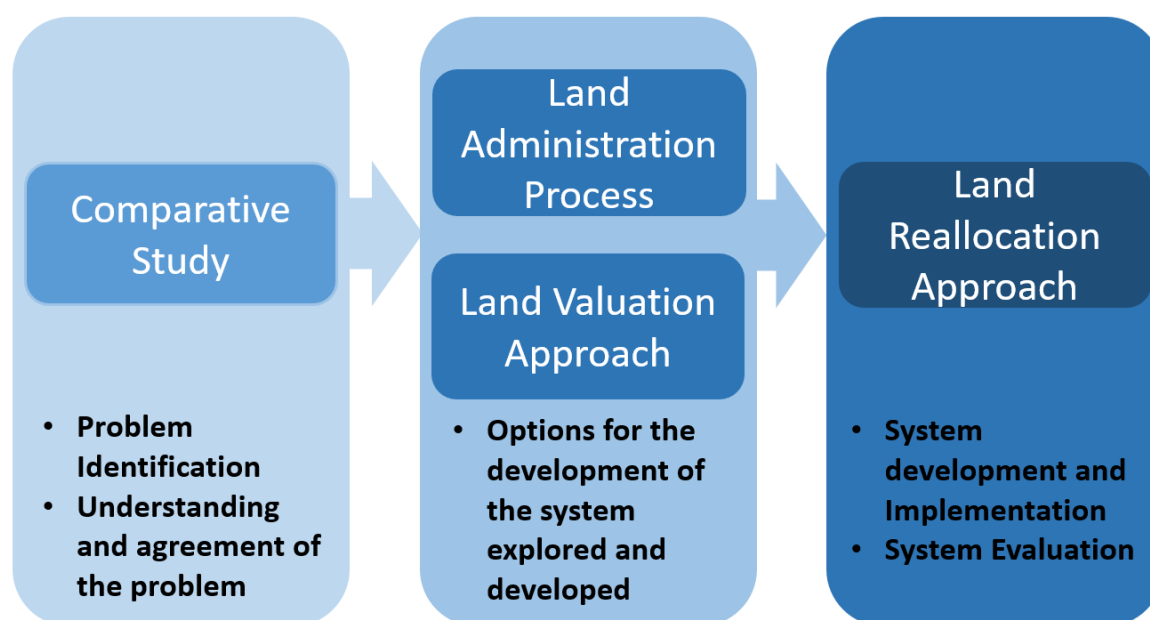 Comparative
Study
• Problem
Identification
• Understanding
and agreement of
the problem
Land
Administration
Process
Land Valuation
Approach
• Options for the
development of
the system
explored and
developed
Land
Reallocation
Approach
• System
development and
Implementation
• System Evaluation